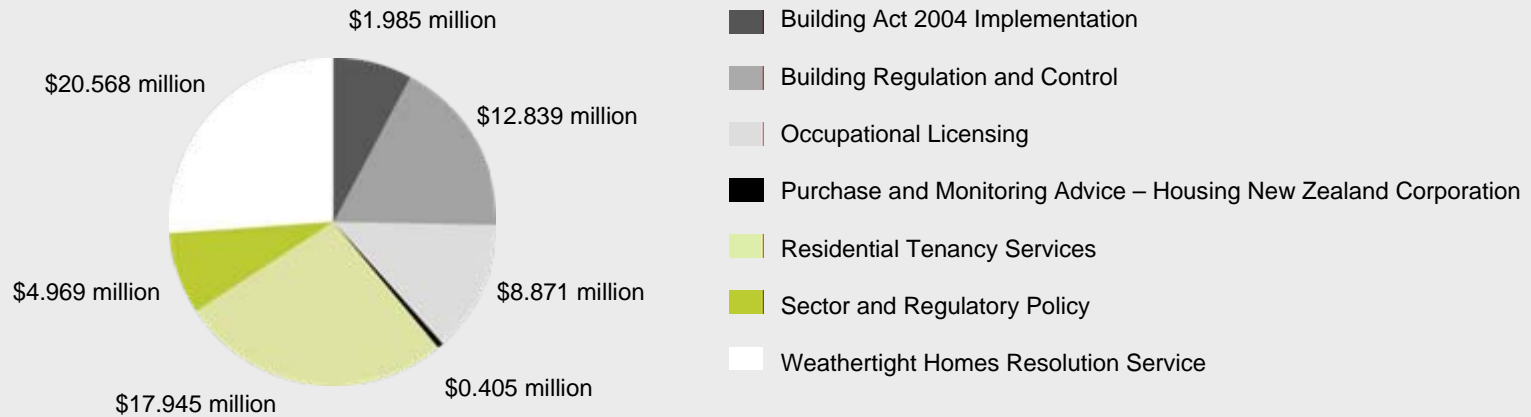 $1.985 million
$20.568 million
$12.839 million
$8.871 million
$4.969 million
$0.405 million
$17.945 million
Building Act 2004 Implementation
Building Regulation and Control
Occupational Licensing
Purchase and Monitoring Advice – Housing New Zealand Corporation
Residential Tenancy Services
Sector and Regulatory Policy
Weathertight Homes Resolution Service